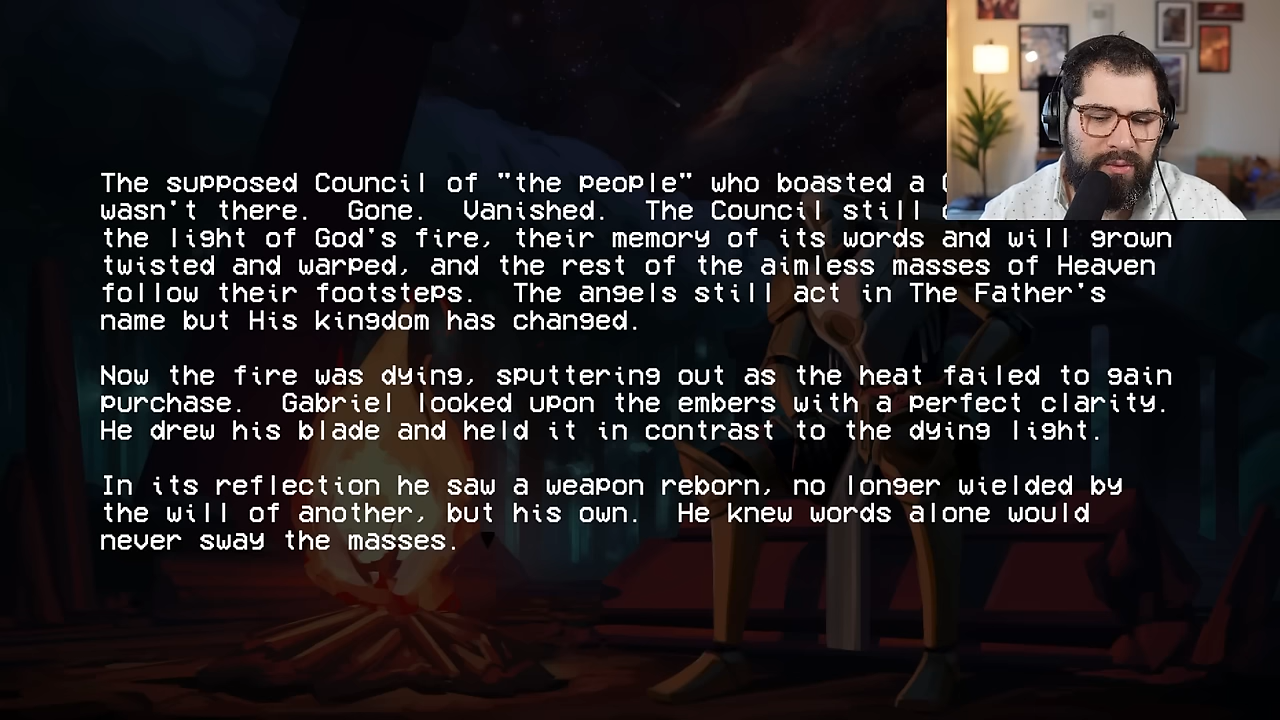 The supposed Council of "the people" who boasted a
wasn't there.  Gone.  Vanished.  The Council still
the light of God's fire, their memory of its words and will grown
twisted and warped, and the rest of the aimless masses of Heaven
follow their footsteps.  The angels still act in The Father's
name but His kingdom has changed.
Now the fire was dying, sputtering out as the heat failed to gain
purchase.  Gabriel looked upon the embers with a perfect clarity.
He drew his blade and held it in contrast to the dying light.
In its reflection he saw a weapon reborn, no longer wielded by
the will of another, but his own.  He knew words alone would
never sway the masses.